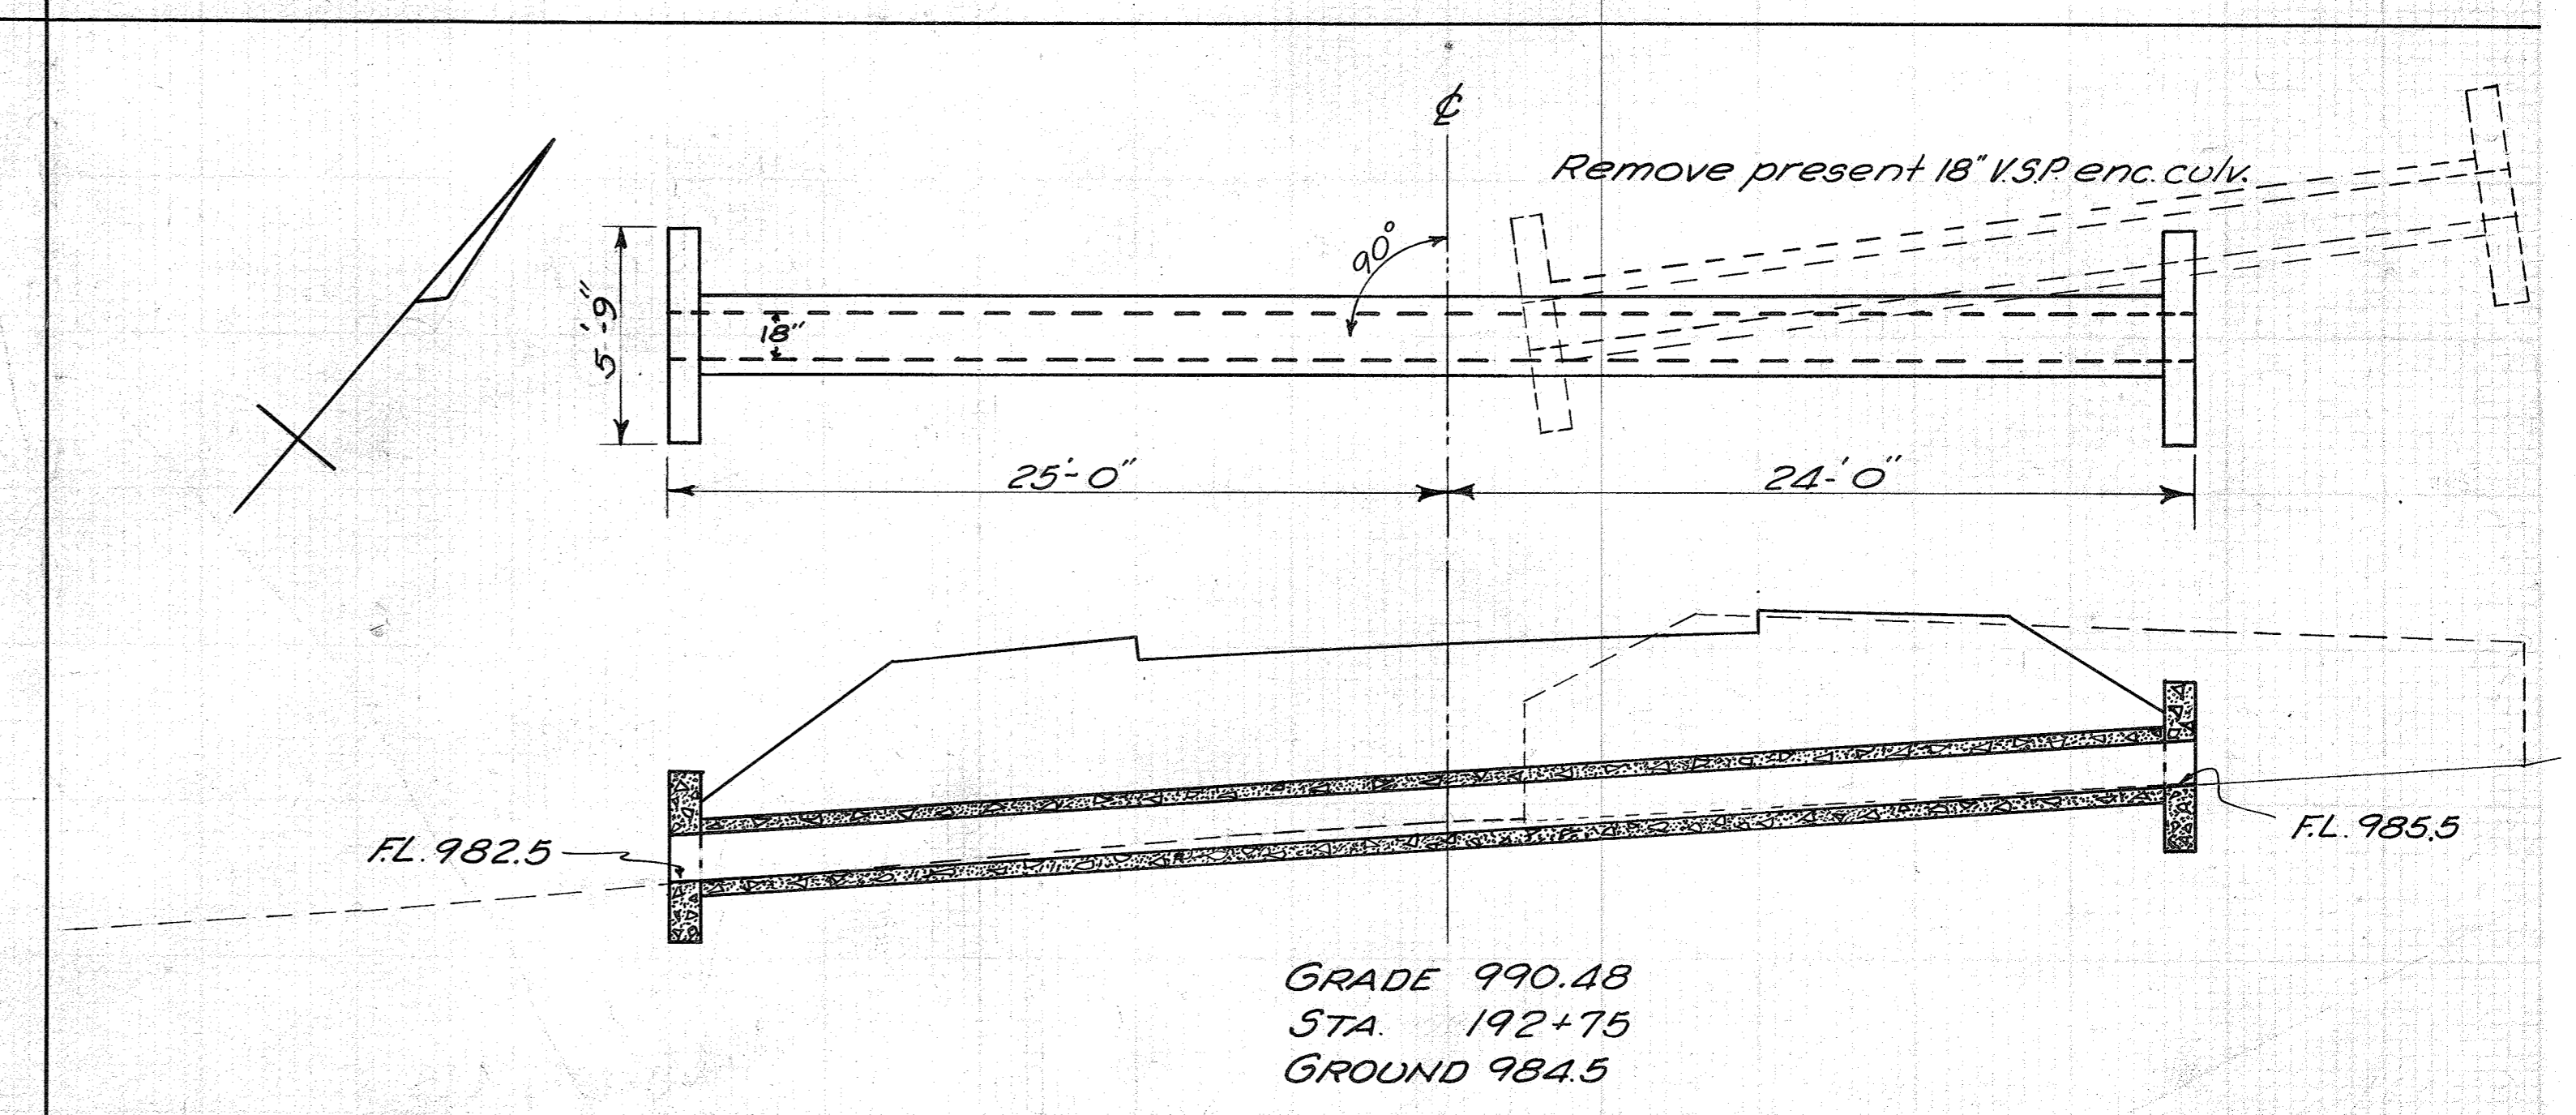 ℄
Remove present 18" V.S.P. enc. culv.
90°
5'-9"
18"
25'-0"
24'-0"
F.L. 982.5
F.L. 985.5
GRADE 990.48
STA. 192+75
GROUND 984.5